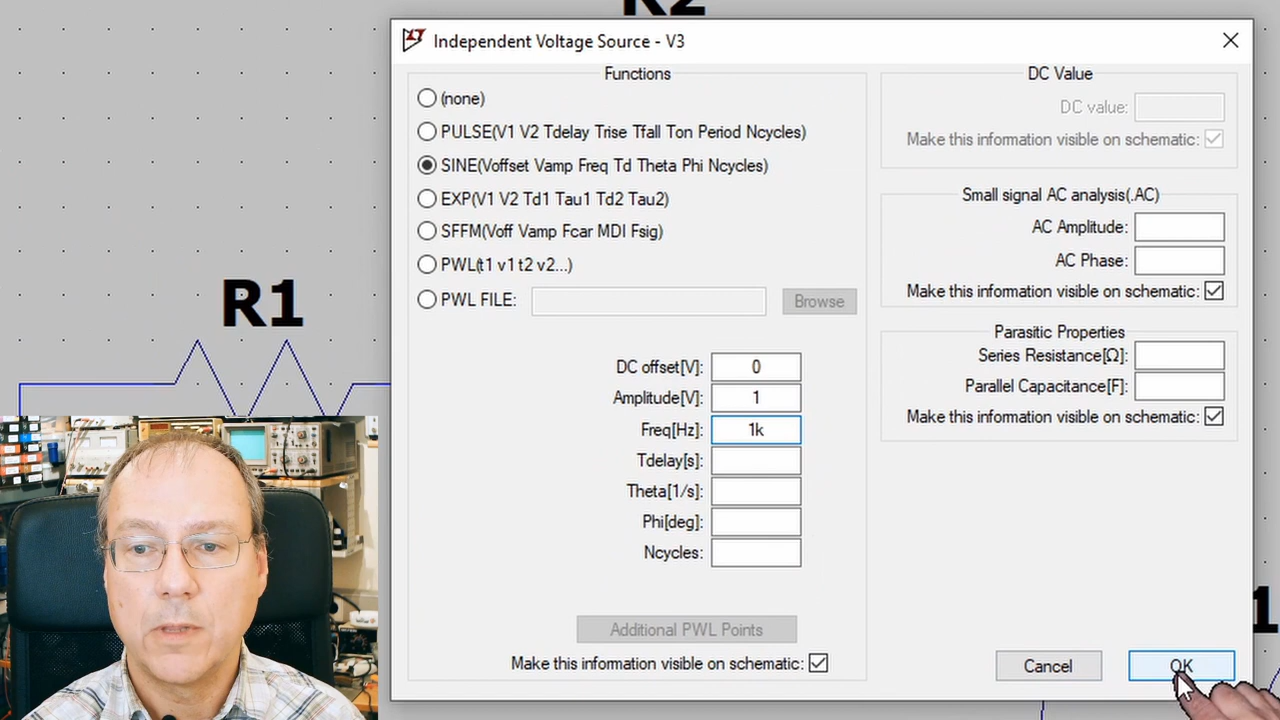 R2
Independent Voltage Source - V3
Functions
(none)
PULSE(V1 V2 Tdelay Trise Tfall Ton Period Ncycles)
SINE(Voffset Vamp Freq Td Theta Phi Ncycles)
EXP(V1 V2 Td1 Tau1 Td2 Tau2)
SFFM(Voff Vamp Fcar MDI Fsig)
PWL(t1 v1 t2 v2...)
PWL FILE:
Browse
DC offset[V]: 0
Amplitude[V]: 1
Freq[Hz]: 1k
Tdelay[s]:
Theta[1/s]:
Phi[deg]:
Ncycles:
Additional PWL Points
Make this information visible on schematic:
DC Value
DC value:
Make this information visible on schematic:
Small signal AC analysis(.AC)
AC Amplitude:
AC Phase:
Make this information visible on schematic:
Parasitic Properties
Series Resistance[Ω]:
Parallel Capacitance[F]:
Make this information visible on schematic:
Cancel
OK
R1
1